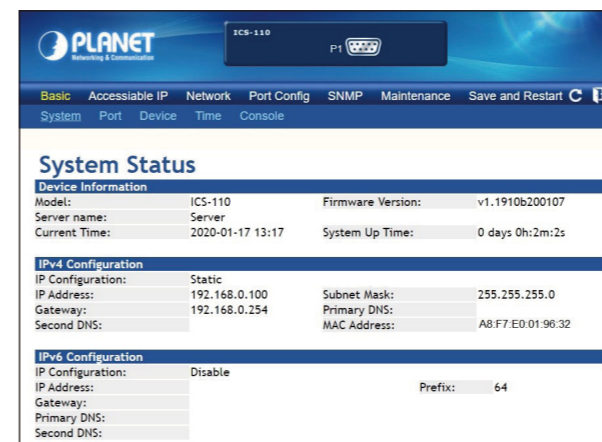 PLANET
Networking & Communication
ICS-110
P1
Basic Accessiable IP Network Port Config SNMP Maintenance Save and Restart
System Port Device Time Console
System Status
Device Information
Model: ICS-110 Firmware Version: v1.1910b200107
Server name: Server
Current Time: 2020-01-17 13:17 System Up Time: 0 days 0h:2m:2s
IPv4 Configuration
IP Configuration: Static
IP Address: 192.168.0.100 Subnet Mask: 255.255.255.0
Gateway: 192.168.0.254 Primary DNS:
Second DNS: MAC Address: A8:F7:E0:01:96:32
IPv6 Configuration
IP Configuration: Disable
IP Address: Prefix: 64
Gateway:
Primary DNS:
Second DNS: